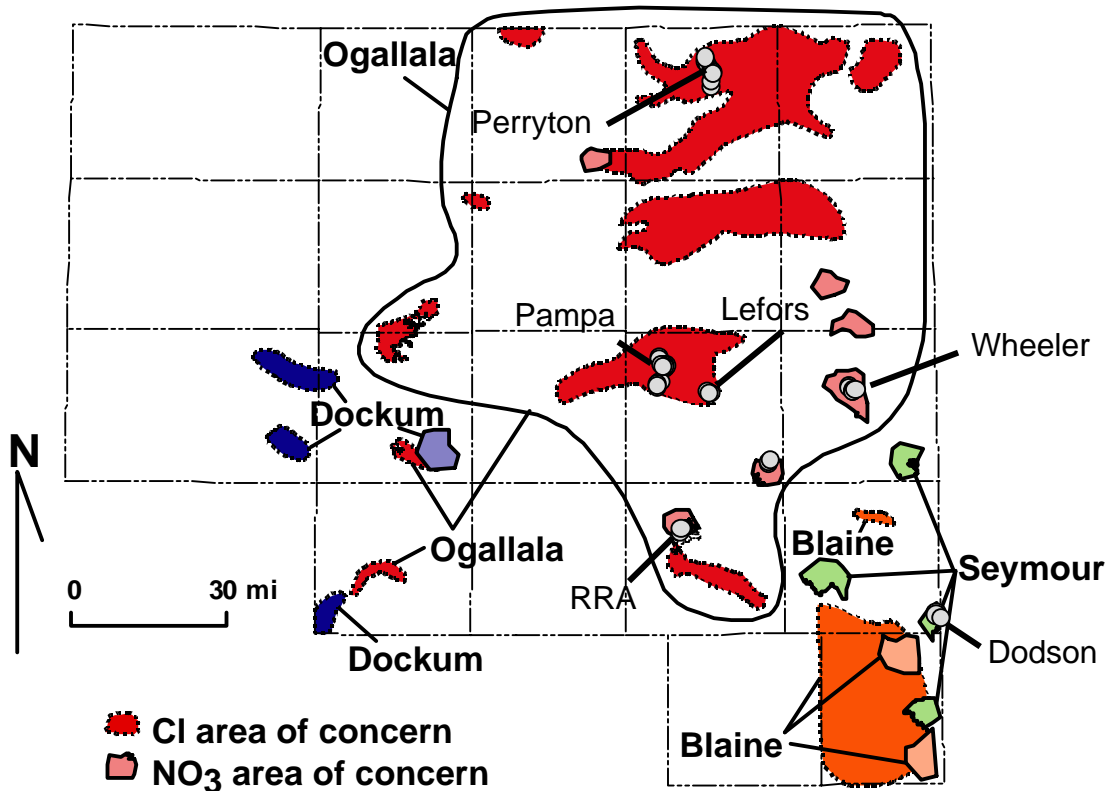 Ogallala
Perryton
Pampa
Lefors
Wheeler
Dockum
N
Ogallala
Blaine
Seymour
0 30 mi
RRA
Dockum
Dodson
Cl area of concern
Blaine
NO3 area of concern